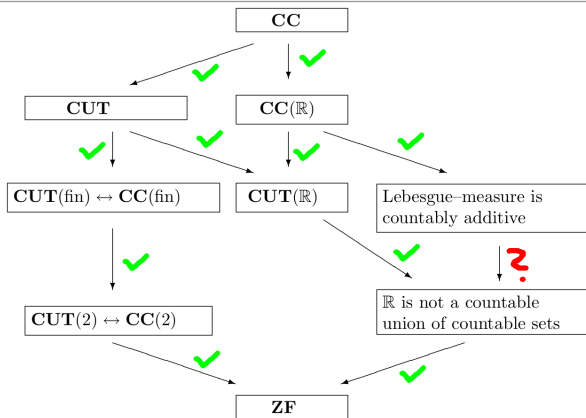 CC
CUT
CC(ℝ)
CUT(fin) ↔ CC(fin)
CUT(ℝ)
Lebesgue–measure is
countably additive
?
CUT(2) ↔ CC(2)
ℝ is not a countable
union of countable sets
ZF